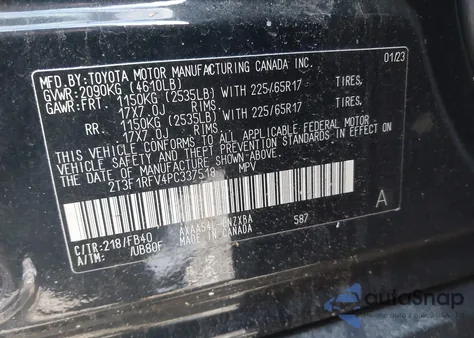 MFD.BY:TOYOTA MOTOR MANUFACTURING CANADA INC. 01/23
GVWR:2090KG (4610LB)
GAWR:FRT. 1150KG (2535LB) WITH 225/65R17 TIRES,
17X7.0J RIMS,
RR. 1150KG (2535LB) WITH 225/65R17 TIRES,
17X7.0J RIMS,
THIS VEHICLE CONFORMS TO ALL APPLICABLE FEDERAL MOTOR
VEHICLE SAFETY, BUMPER, AND THEFT PREVENTION STANDARDS IN EFFECT
ON THE DATE OF MANUFACTURE SHOWN ABOVE.
2T3F1RFV4PC337518 MPV
C/TR:218/FB40 587 A
A/TM: /UB80F MADE IN CANADA
autoSnap